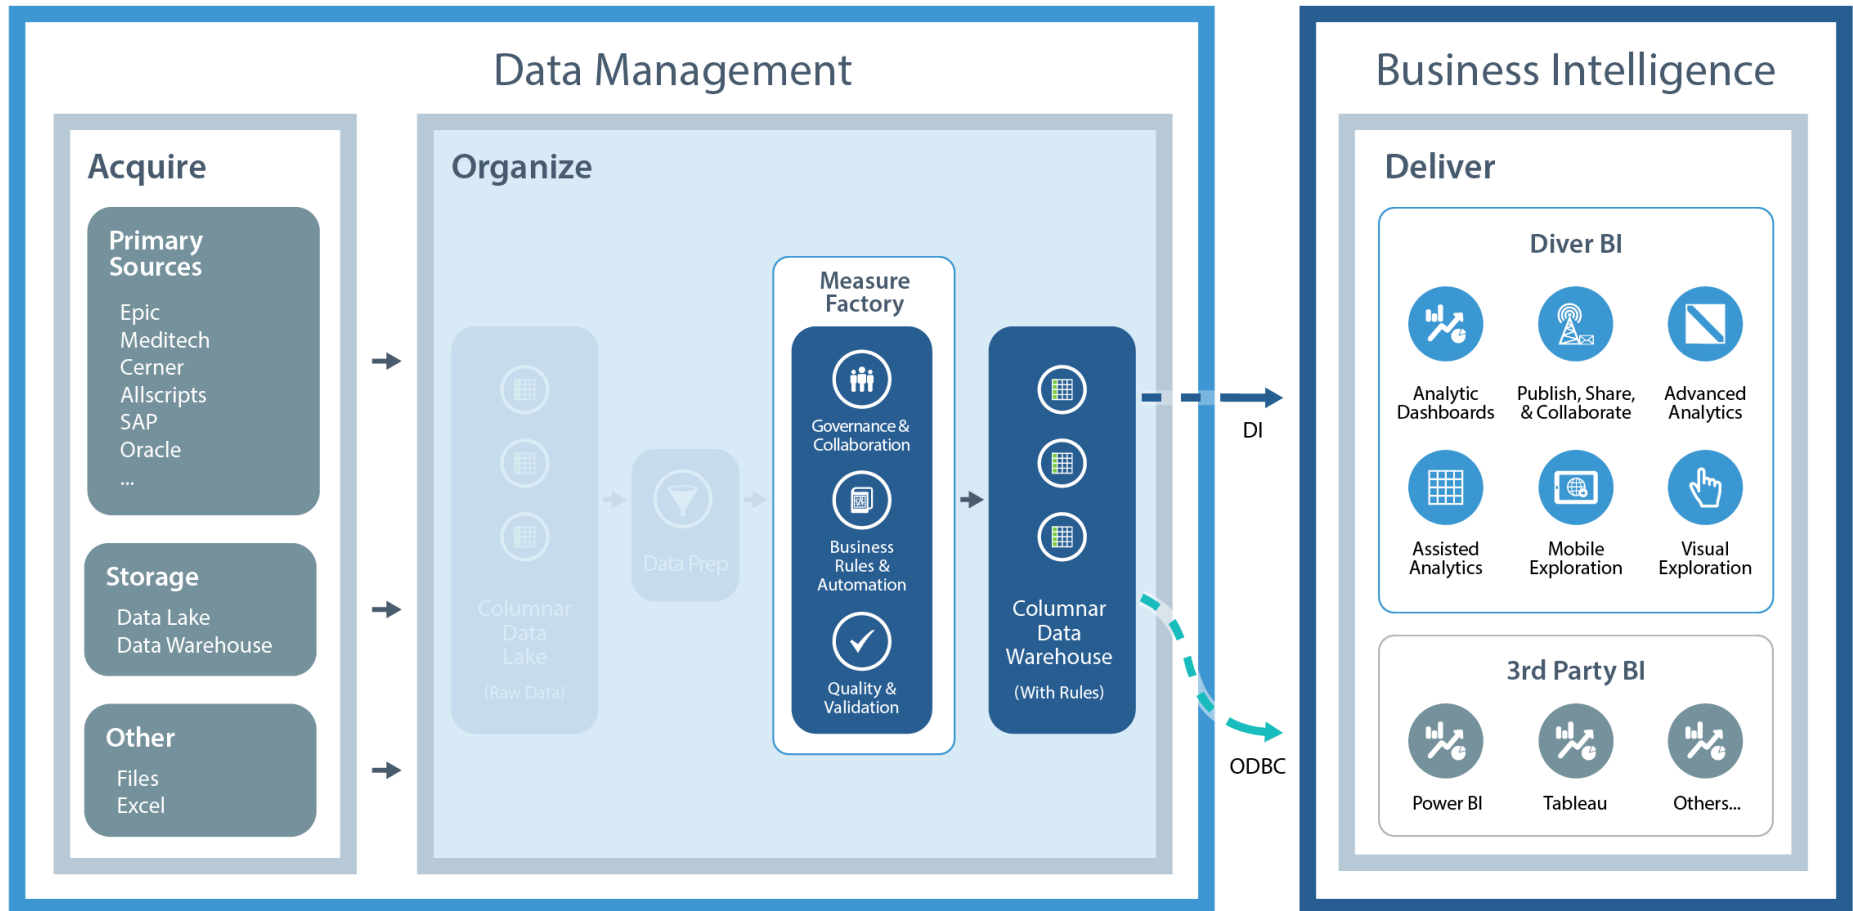 Data Management
Acquire
Primary
Sources
Epic
Meditech
Cerner
Allscripts
SAP
Oracle
...
Storage
Data Lake
Data Warehouse
Other
Files
Excel
Organize
Columnar
Data
Lake
(Raw Data)
Data Prep
Measure
Factory
Governance &
Collaboration
Business
Rules &
Automation
Quality &
Validation
Columnar
Data
Warehouse
(With Rules)
DI
ODBC
Business Intelligence
Deliver
Diver BI
Analytic
Dashboards
Publish, Share,
& Collaborate
Advanced
Analytics
Assisted
Analytics
Mobile
Exploration
Visual
Exploration
3rd Party BI
Power BI
Tableau
Others...